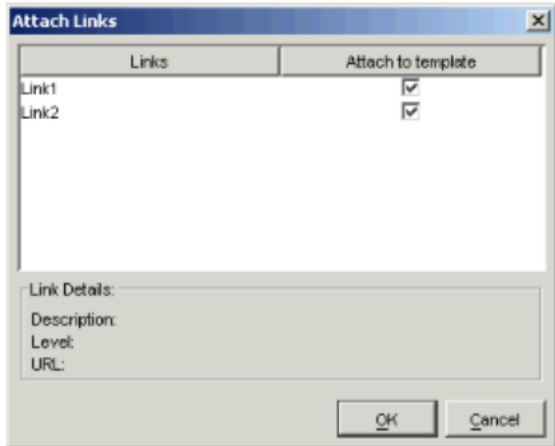 Attach Links
Links Attach to template
Link1
Link2
Link Details:
Description:
Level:
URL:
OK Cancel